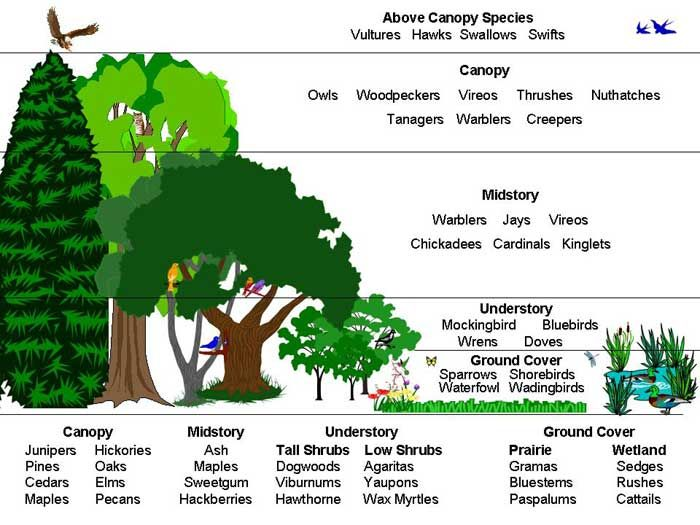 Above Canopy Species
Vultures Hawks Swallows Swifts
Canopy
Owls Woodpeckers Vireos Thrushes Nuthatches
Tanagers Warblers Creepers
Midstory
Warblers Jays Vireos
Chickadees Cardinals Kinglets
Understory
Mockingbird Bluebirds
Wrens Doves
Ground Cover
Sparrows Shorebirds
Waterfowl Wadingbirds
Canopy Midstory Understory Ground Cover
Junipers Hickories Ash Tall Shrubs Low Shrubs Prairie Wetland
Pines Oaks Maples Dogwoods Agaritas Gramas Sedges
Cedars Elms Sweetgum Viburnums Yaupons Bluestems Rushes
Maples Pecans Hackberries Hawthorne Wax Myrtles Paspalums Cattails